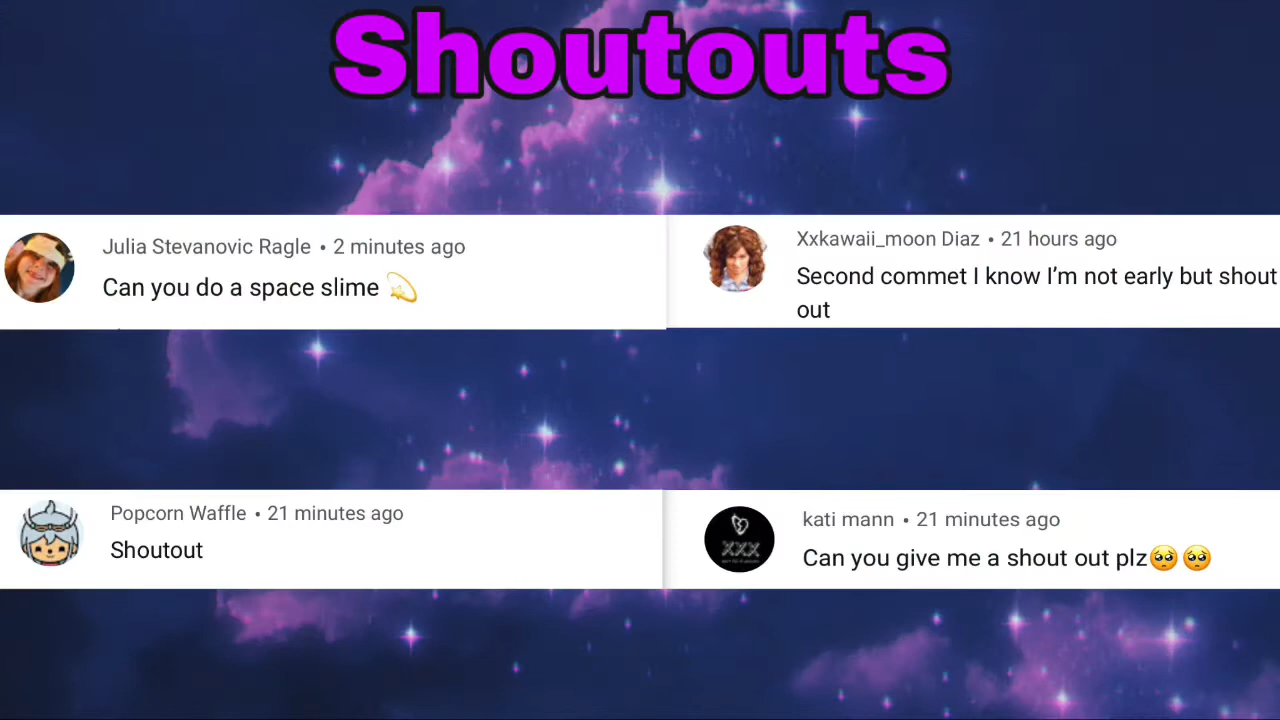 Shoutouts
Julia Stevanovic Ragle • 2 minutes ago
Can you do a space slime 💫
Xxkawaii_moon Diaz • 21 hours ago
Second commet I know I’m not early but shout
out
Popcorn Waffle • 21 minutes ago
Shoutout
kati mann • 21 minutes ago
Can you give me a shout out plz🥺🥺
XXX